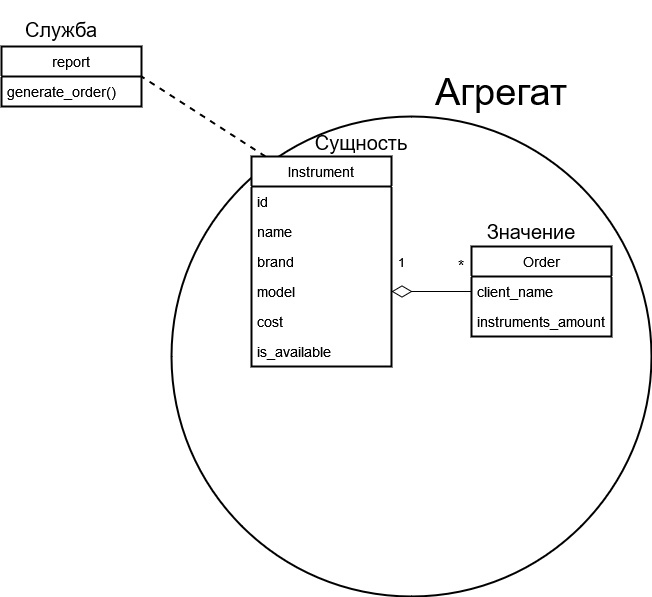 Служба
report
generate_order()
Агрегат
Сущность
Instrument
id
name
brand
model
cost
is_available
1
*
Значение
Order
client_name
instruments_amount